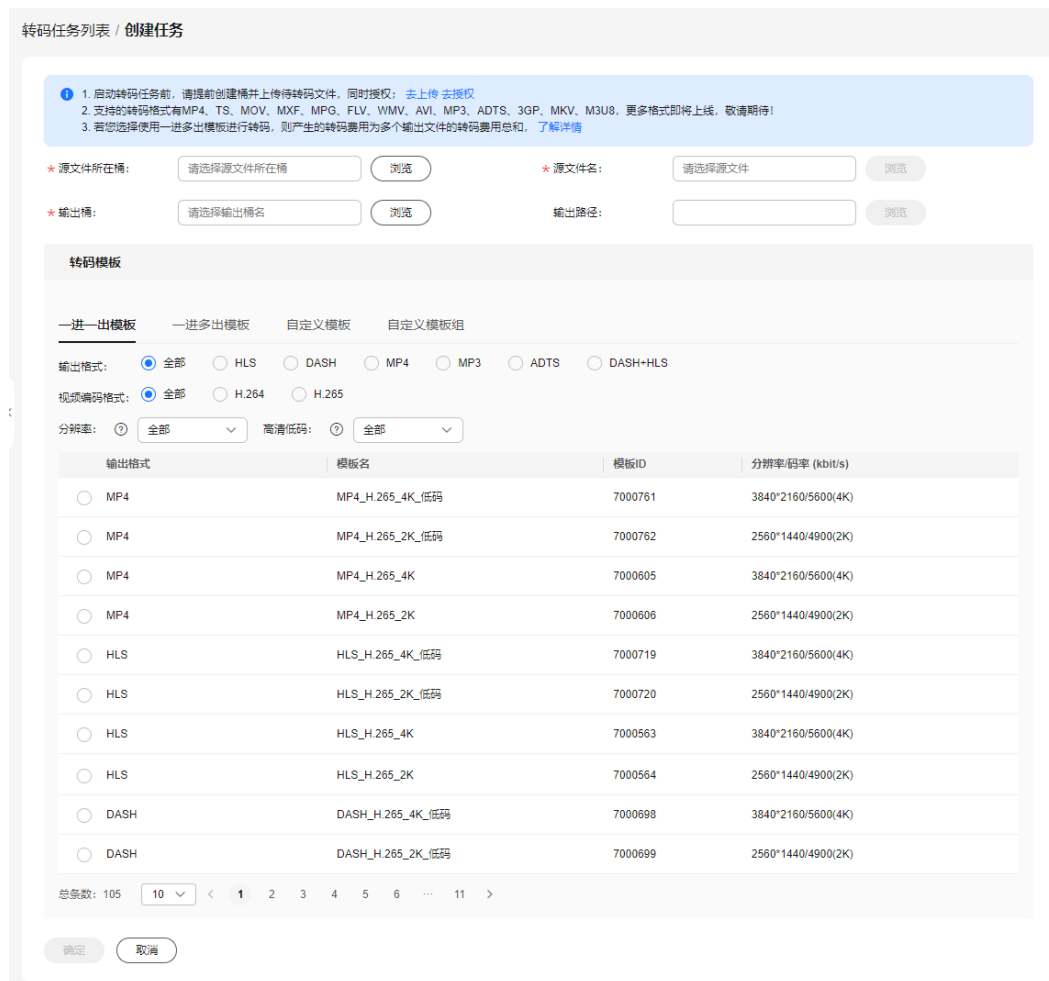 转码任务列表 / 创建任务
1. 启动转码任务前，请提前创建桶并上传待转码文件，同时授权； 去上传 去授权
2. 支持的转码格式有MP4、TS、MOV、MXF、MPG、FLV、WMV、AVI、MP3、ADTS、3GP、MKV、M3U8，更多格式即将上线，敬请期待！
3. 若您选择使用一进多出模板进行转码，则产生的转码费用为多个输出文件的转码费用总和， 了解详情
* 源文件所在桶： 请选择源文件所在桶 浏览 * 源文件名： 请选择源文件 浏览
* 输出桶： 请选择输出桶名 浏览 输出路径： 浏览
转码模板
一进一出模板 一进多出模板 自定义模板 自定义模板组
输出格式： 全部 HLS DASH MP4 MP3 ADTS DASH+HLS
视频编码格式： 全部 H.264 H.265
分辨率： ? 全部 高清低码： ? 全部
输出格式 模板名 模板ID 分辨率/码率 (kbit/s)
MP4 MP4_H.265_4K_低码 7000761 3840*2160/5600(4K)
MP4 MP4_H.265_2K_低码 7000762 2560*1440/4900(2K)
MP4 MP4_H.265_4K 7000605 3840*2160/5600(4K)
MP4 MP4_H.265_2K 7000606 2560*1440/4900(2K)
HLS HLS_H.265_4K_低码 7000719 3840*2160/5600(4K)
HLS HLS_H.265_2K_低码 7000720 2560*1440/4900(2K)
HLS HLS_H.265_4K 7000563 3840*2160/5600(4K)
HLS HLS_H.265_2K 7000564 2560*1440/4900(2K)
DASH DASH_H.265_4K_低码 7000698 3840*2160/5600(4K)
DASH DASH_H.265_2K_低码 7000699 2560*1440/4900(2K)
总条数：105 10 < 1 2 3 4 5 6 ··· 11 >
确定 取消